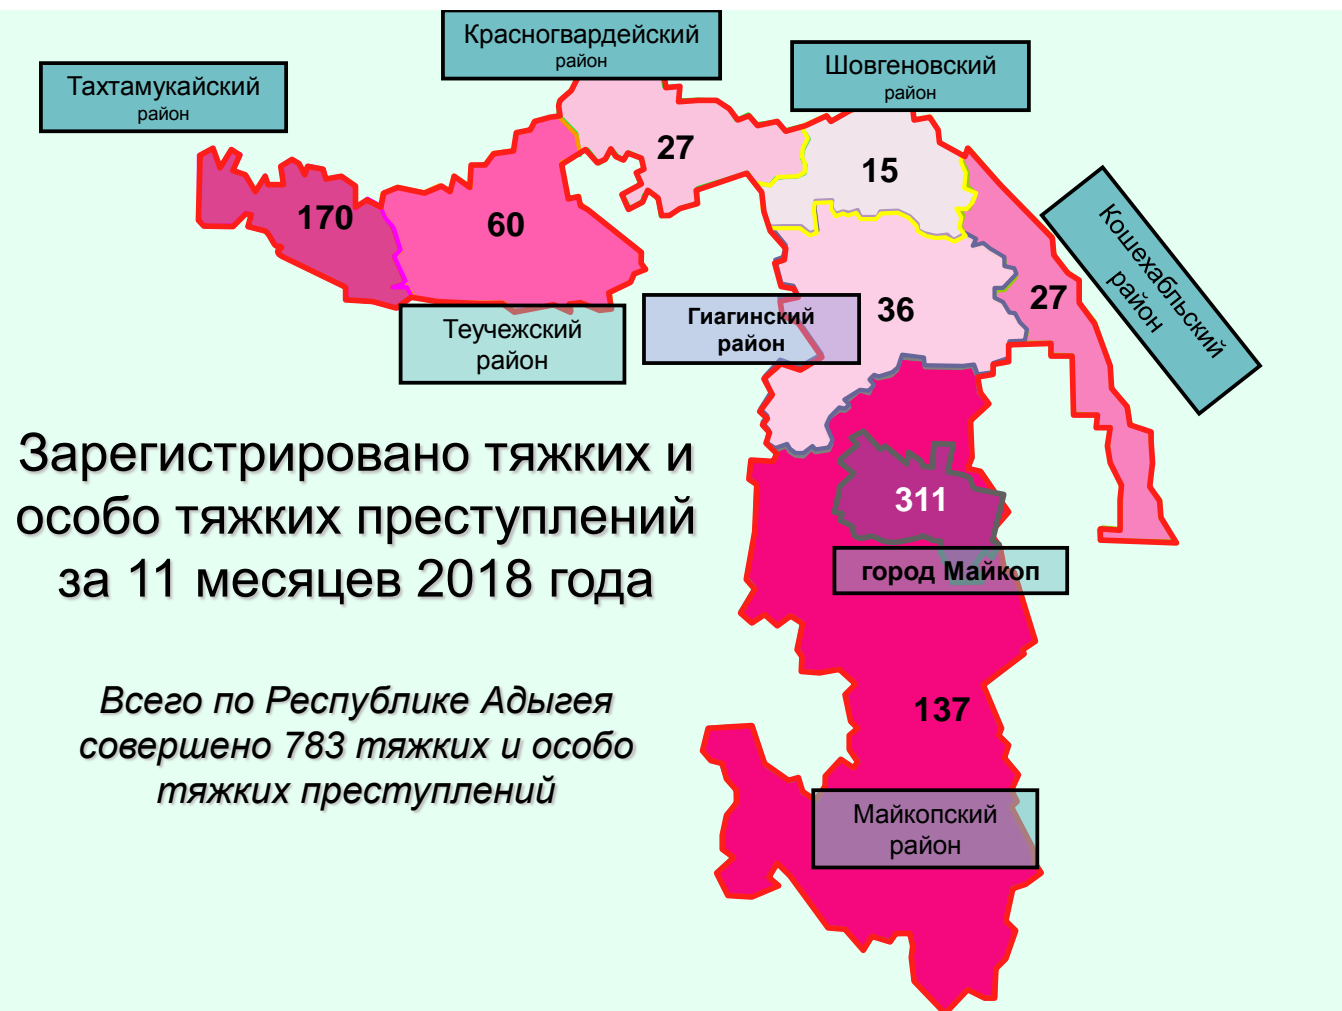 Красногвардейский
район
Шовгеновский
район
Тахтамукайский
район
27
15
170
60
Кошехабльский
район
27
36
Гиагинский
район
Теучежский
район
Зарегистрировано тяжких и
особо тяжких преступлений
за 11 месяцев 2018 года
311
город Майкоп
Всего по Республике Адыгея
совершено 783 тяжких и особо
тяжких преступлений
137
Майкопский
район